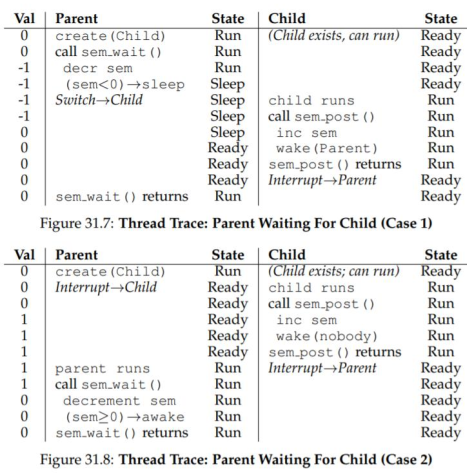 Val Parent State Child State
0 create(Child) Run (Child exists, can run) Ready
0 call sem_wait() Run Ready
-1 decr sem Run Ready
-1 (sem<0)→sleep Sleep Ready
-1 Switch→Child Sleep child runs Run
-1 Sleep call sem_post() Run
0 Sleep inc sem Run
0 Ready wake(Parent) Run
0 Ready sem_post() returns Run
0 Ready Interrupt→Parent Ready
0 sem_wait() returns Run Ready
Figure 31.7: Thread Trace: Parent Waiting For Child (Case 1)
Val Parent State Child State
0 create(Child) Run (Child exists; can run) Ready
0 Interrupt→Child Ready child runs Run
0 Ready call sem_post() Run
1 Ready inc sem Run
1 Ready wake(nobody) Run
1 Ready sem_post() returns Run
1 parent runs Run Interrupt→Parent Ready
1 call sem_wait() Run Ready
0 decrement sem Run Ready
0 (sem≥0)→awake Run Ready
0 sem_wait() returns Run Ready
Figure 31.8: Thread Trace: Parent Waiting For Child (Case 2)